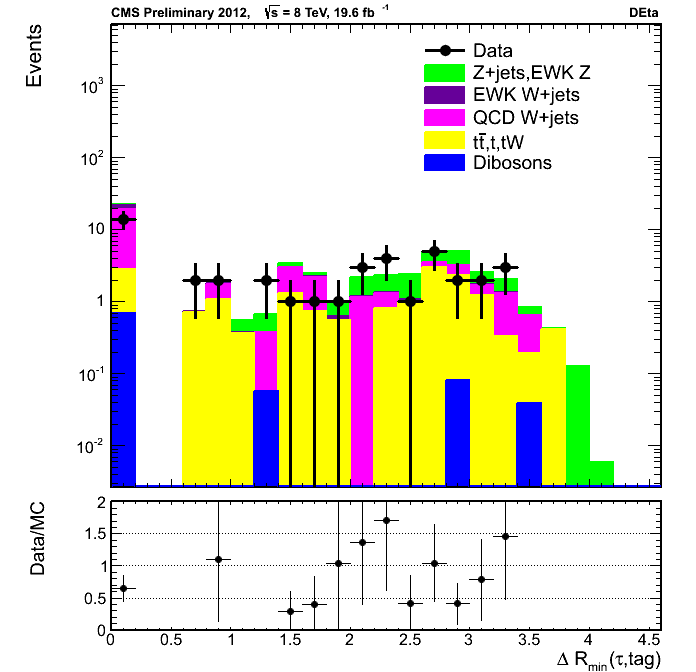 CMS Preliminary 2012, √s = 8 TeV, 19.6 fb⁻¹ DEta
Events
10³
10²
10
1
10⁻¹
10⁻²
Data
Z+jets,EWK Z
EWK W+jets
QCD W+jets
tt̄,t,tW
Dibosons
Data/MC
2
1.5
1
0.5
0
0 0.5 1 1.5 2 2.5 3 3.5 4 4.5
Δ R_min(τ,tag)